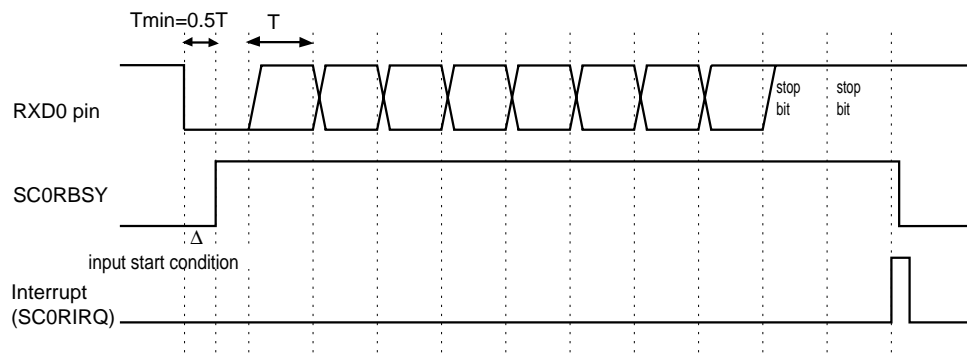 Tmin=0.5T
T
RXD0 pin
stop
bit
stop
bit
SC0RBSY
Δ
input start condition
Interrupt
(SC0RIRQ)